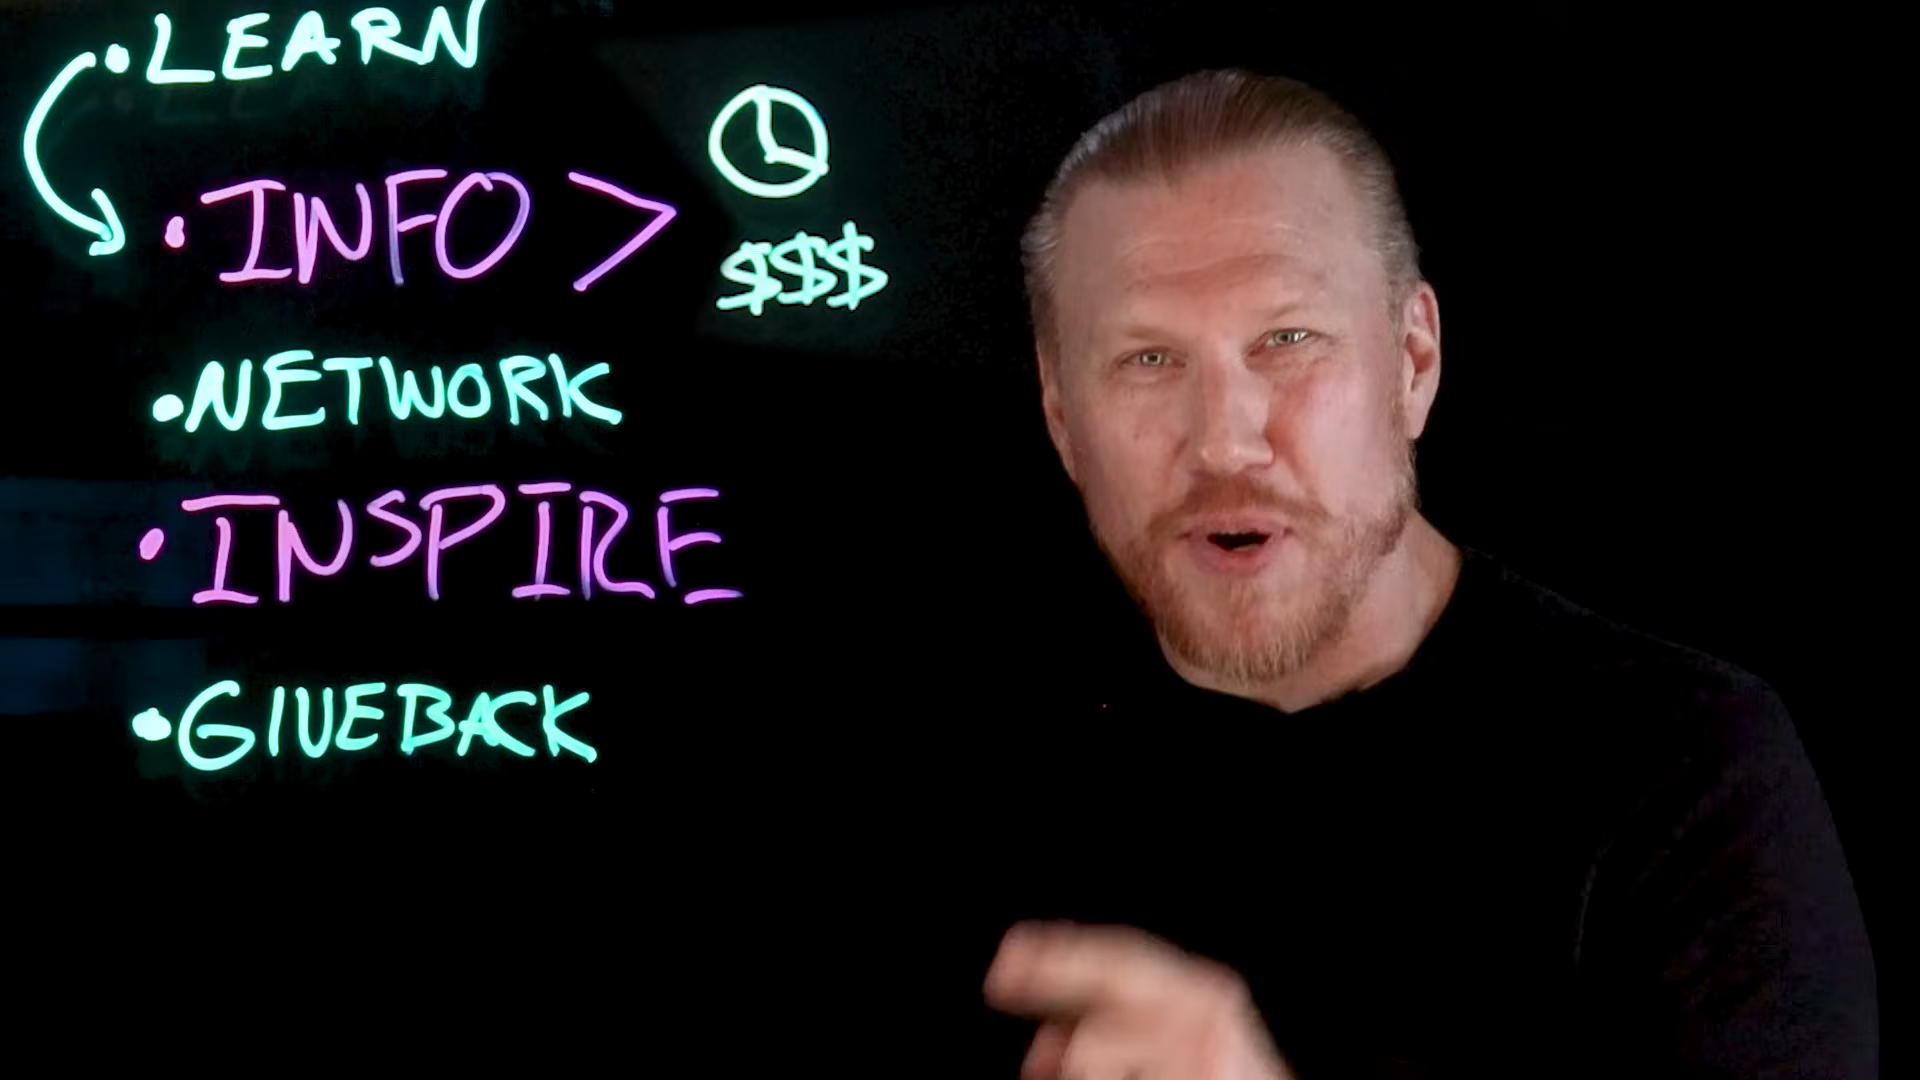 •LEARN
•INFO > $$$
•NETWORK
•INSPIRE
•GIVEBACK